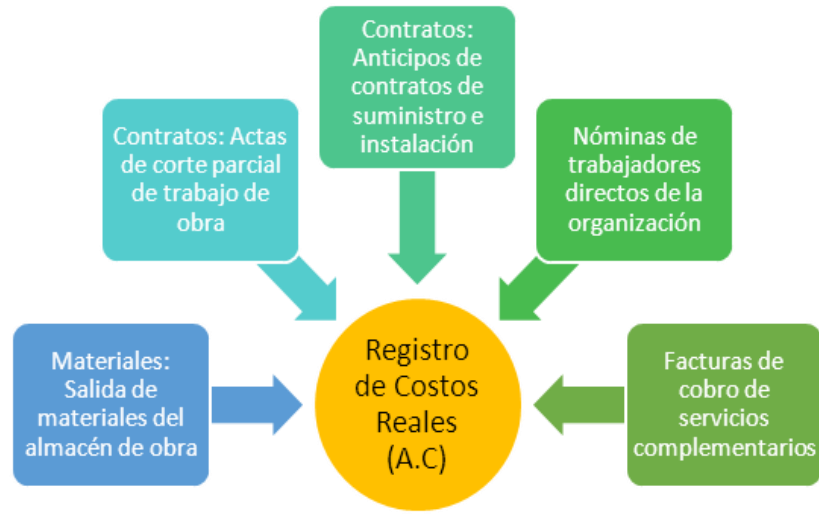 Contratos:
Anticipos de
contratos de
suministro e
instalación
Contratos: Actas
de corte parcial
de trabajo de
obra
Nóminas de
trabajadores
directos de la
organización
Materiales:
Salida de
materiales del
almacén de obra
Registro
de Costos
Reales
(A.C)
Facturas de
cobro de
servicios
complementarios